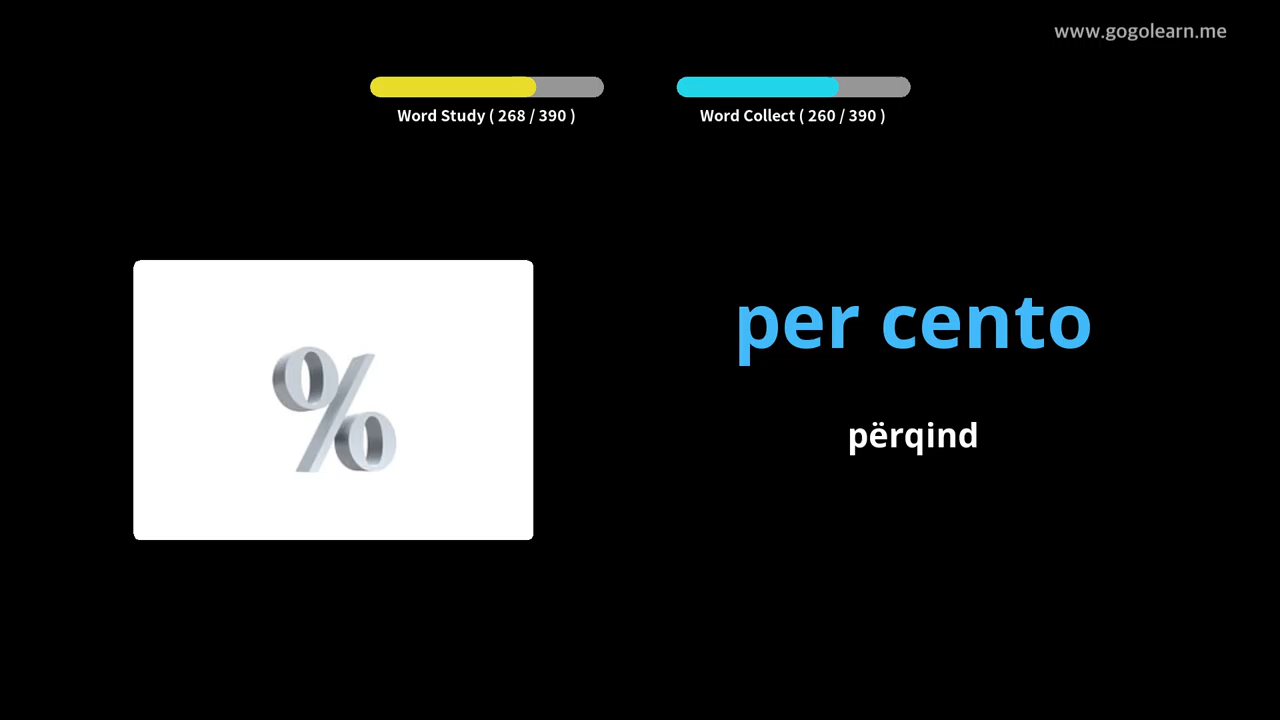 www.gogolearn.me
Word Study ( 268 / 390 )
Word Collect ( 260 / 390 )
%
per cento
përqind